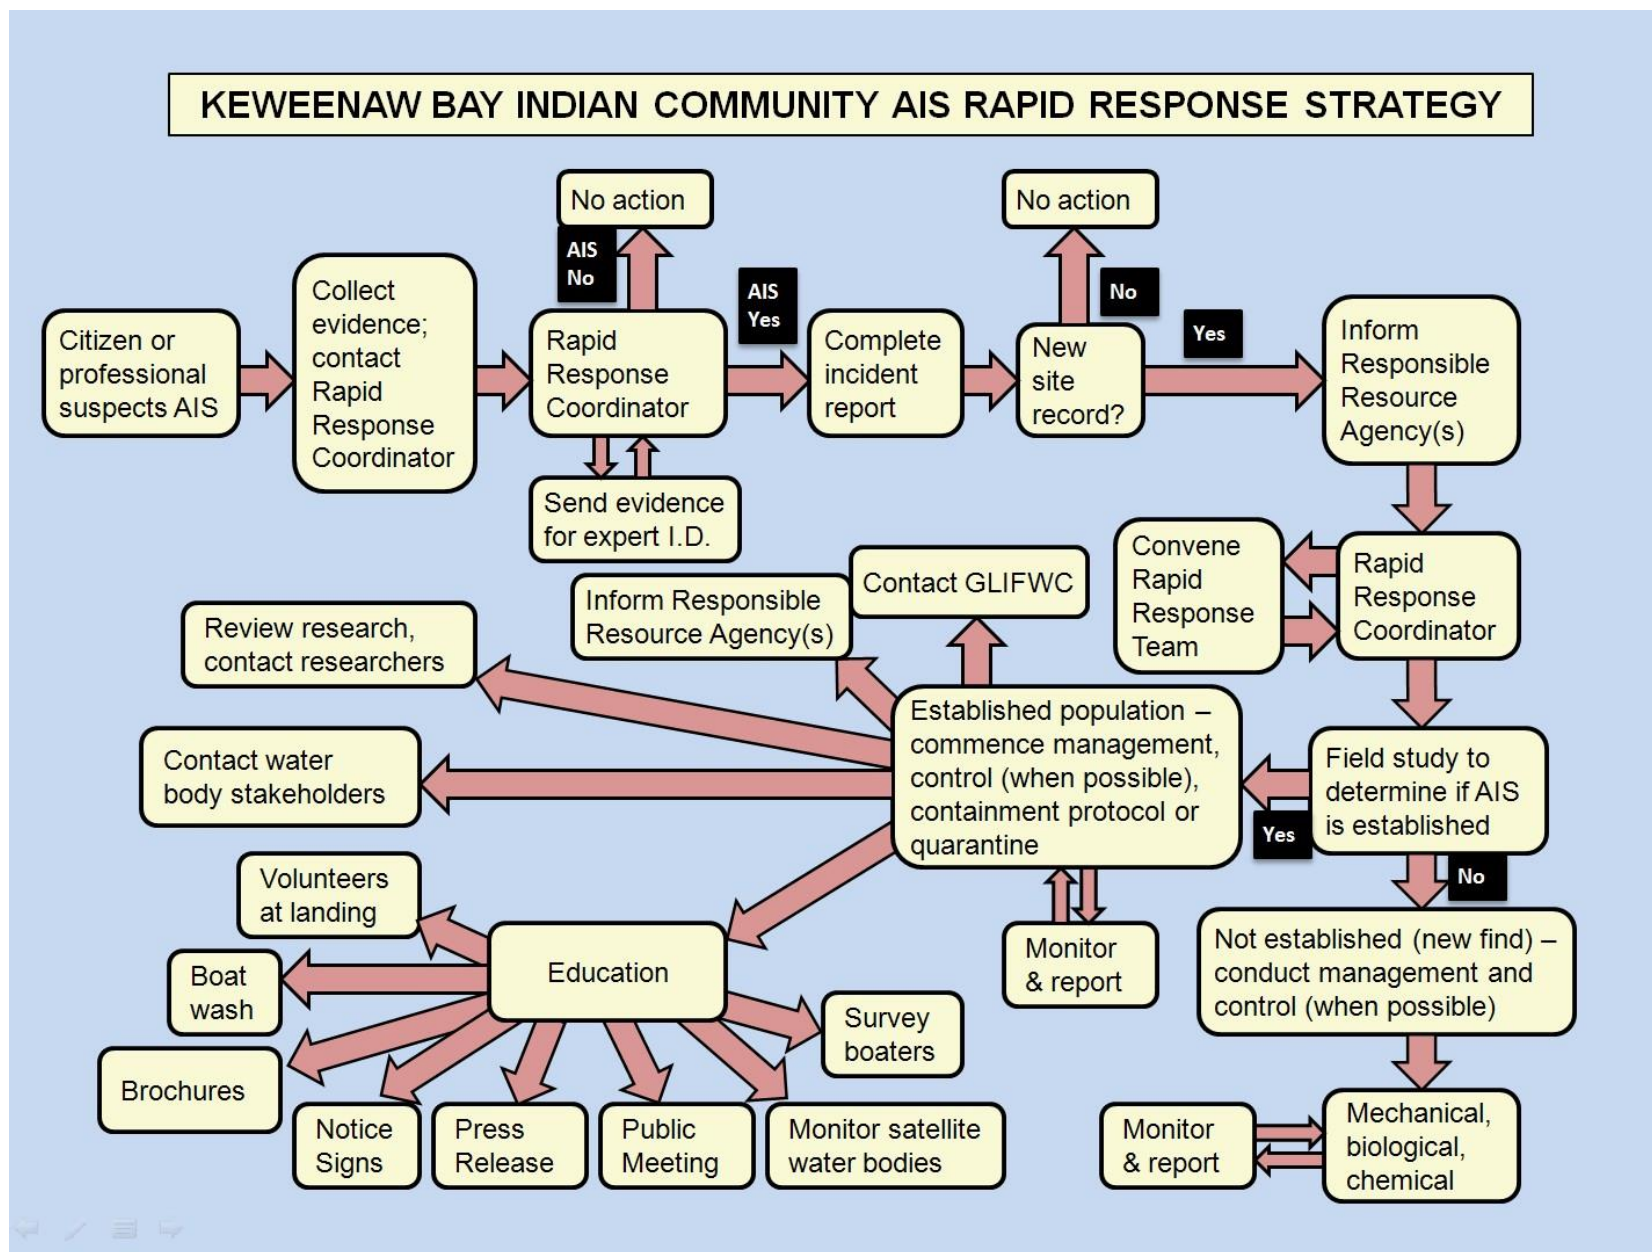 KEWEENAW BAY INDIAN COMMUNITY AIS RAPID RESPONSE STRATEGY
No action
No action
AIS
No
AIS
Yes
No
Yes
Citizen or
professional
suspects AIS
Collect
evidence;
contact
Rapid
Response
Coordinator
Rapid
Response
Coordinator
Complete
incident
report
New
site
record?
Inform
Responsible
Resource
Agency(s)
Send evidence
for expert I.D.
Convene
Rapid
Response
Team
Rapid
Response
Coordinator
Contact GLIFWC
Inform Responsible
Resource Agency(s)
Review research,
contact researchers
Contact water
body stakeholders
Established population –
commence management,
control (when possible),
containment protocol or
quarantine
Field study to
determine if AIS
is established
Yes
No
Volunteers
at landing
Boat
wash
Brochures
Education
Monitor
& report
Not established (new find) –
conduct management and
control (when possible)
Survey
boaters
Notice
Signs
Press
Release
Public
Meeting
Monitor satellite
water bodies
Monitor
& report
Mechanical,
biological,
chemical